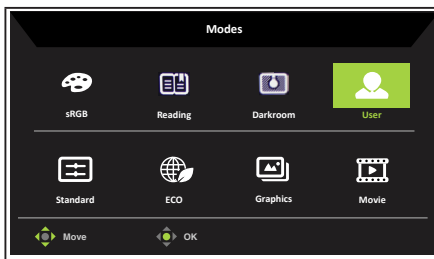 Modes
sRGB Reading Darkroom User
Standard ECO Graphics Movie
Move OK